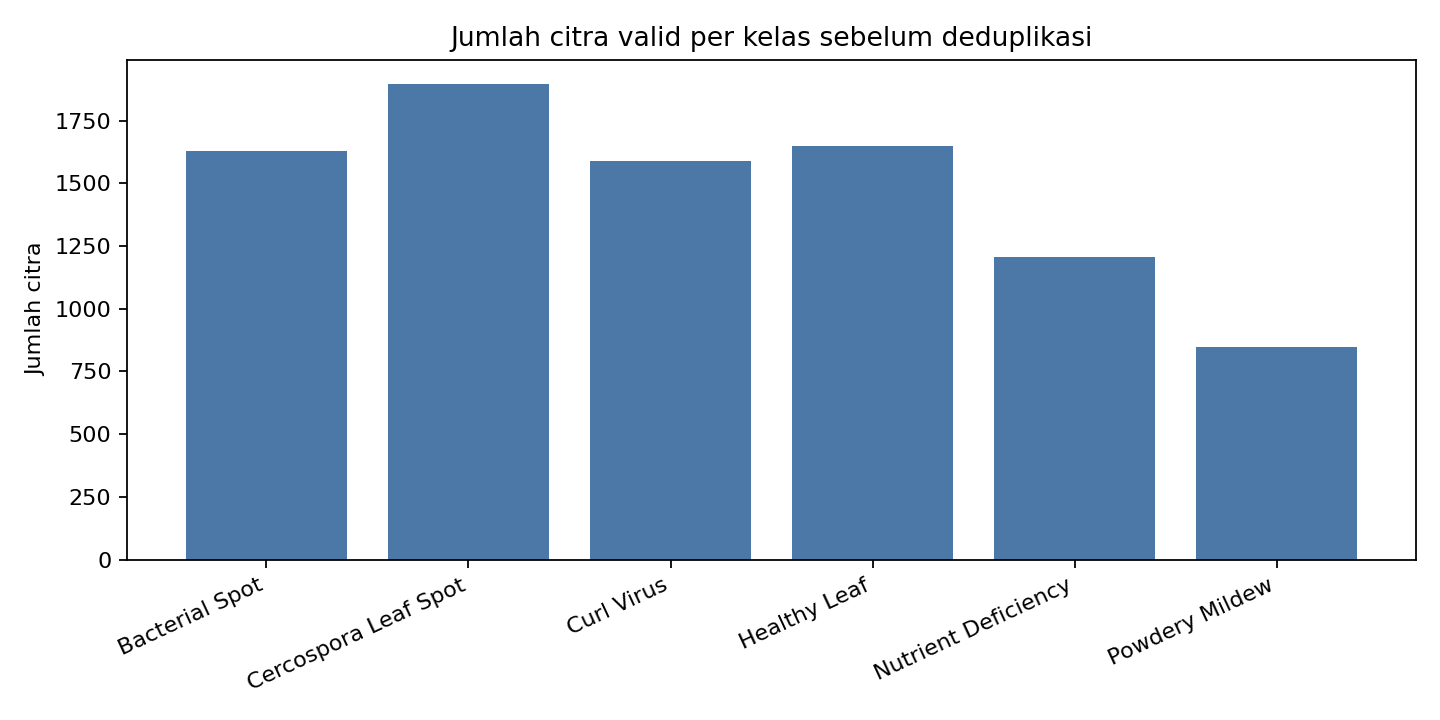 Jumlah citra valid per kelas sebelum deduplikasi
Jumlah citra
1750
1500
1250
1000
750
500
250
0
Bacterial Spot
Cercospora Leaf Spot
Curl Virus
Healthy Leaf
Nutrient Deficiency
Powdery Mildew